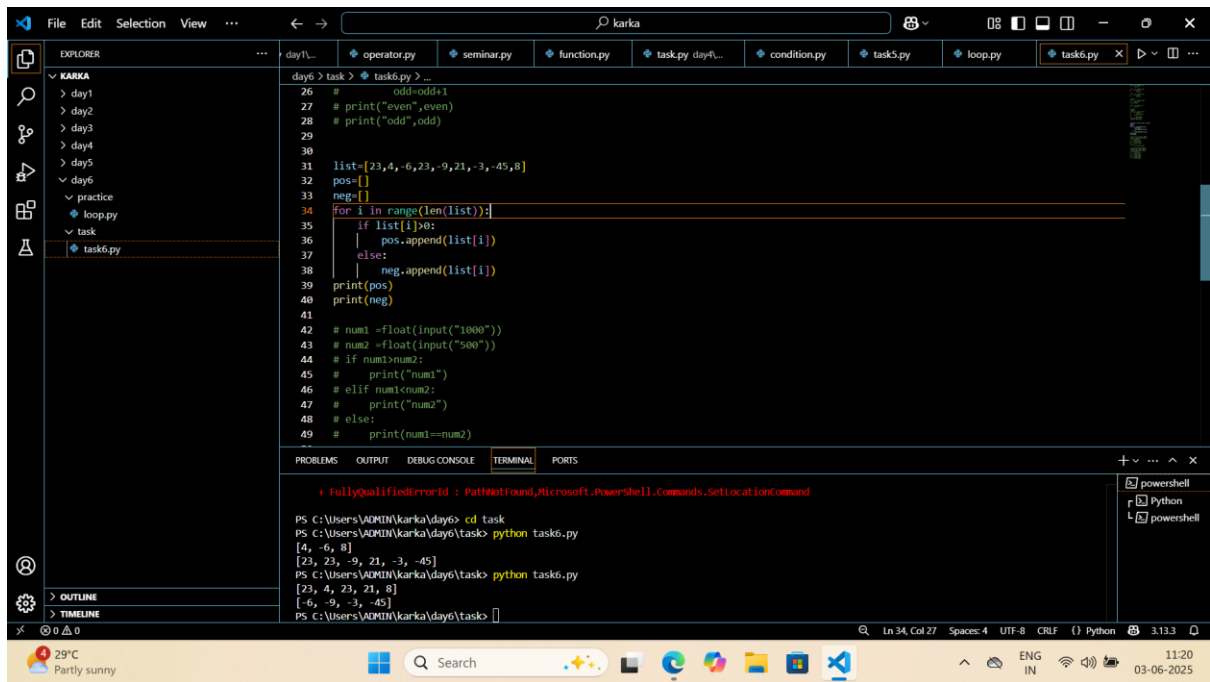 File Edit Selection View ··· karka
EXPLORER ···
KARKA
day1
day2
day3
day4
day5
day6
practice
loop.py
task
task6.py
OUTLINE
TIMELINE
day1\... operator.py seminar.py function.py task.py day4\... condition.py task5.py loop.py task6.py
day6 > task > task6.py > ...
26 #         odd=odd+1
27 # print("even",even)
28 # print("odd",odd)
29
30
31 list=[23,4,-6,23,-9,21,-3,-45,8]
32 pos=[]
33 neg=[]
34 for i in range(len(list)):
35     if list[i]>0:
36         pos.append(list[i])
37     else:
38         neg.append(list[i])
39 print(pos)
40 print(neg)
41
42 # num1 =float(input("1000"))
43 # num2 =float(input("500"))
44 # if num1>num2:
45 #     print("num1")
46 # elif num1<num2:
47 #     print("num2")
48 # else:
49 #     print(num1==num2)
PROBLEMS OUTPUT DEBUG CONSOLE TERMINAL PORTS
+ FullyQualifiedErrorId : PathNotFound,Microsoft.PowerShell.Commands.SetLocationCommand
PS C:\Users\ADMIN\karka\day6> cd task
PS C:\Users\ADMIN\karka\day6\task> python task6.py
[4, -6, 8]
[23, 23, -9, 21, -3, -45]
PS C:\Users\ADMIN\karka\day6\task> python task6.py
[23, 4, 23, 21, 8]
[-6, -9, -3, -45]
PS C:\Users\ADMIN\karka\day6\task>
powershell
Python
powershell
0 0 Ln 34, Col 27 Spaces: 4 UTF-8 CRLF {} Python 3.13.3
4 29°C
Partly sunny
Search
ENG
IN
11:20
03-06-2025